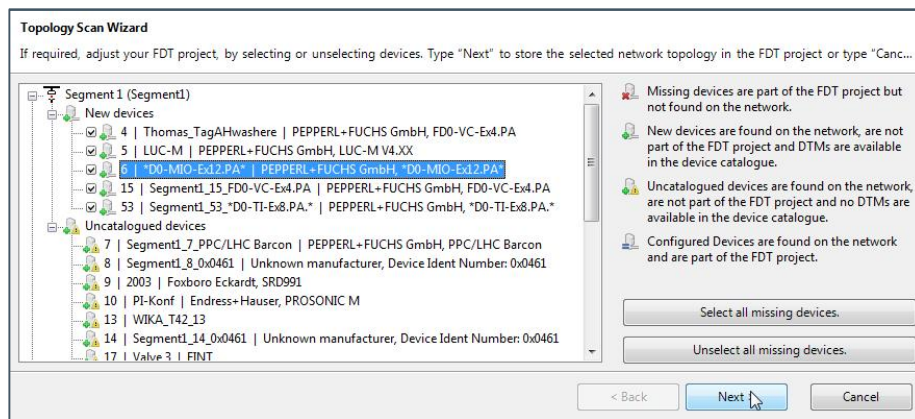 Topology Scan Wizard
If required, adjust your FDT project, by selecting or unselecting devices. Type "Next" to store the selected network topology in the FDT project or type "Canc...
Segment 1 (Segment1)
New devices
4 | Thomas_TagAHwashere | PEPPERL+FUCHS GmbH, FD0-VC-Ex4.PA
5 | LUC-M | PEPPERL+FUCHS GmbH, LUC-M V4.XX
6 | *D0-MIO-Ex12.PA* | PEPPERL+FUCHS GmbH, *D0-MIO-Ex12.PA*
15 | Segment1_15_FD0-VC-Ex4.PA | PEPPERL+FUCHS GmbH, FD0-VC-Ex4.PA
53 | Segment1_53_*D0-TI-Ex8.PA.* | PEPPERL+FUCHS GmbH, *D0-TI-Ex8.PA.*
Uncatalogued devices
7 | Segment1_7_PPC/LHC Barcon | PEPPERL+FUCHS GmbH, PPC/LHC Barcon
8 | Segment1_8_0x0461 | Unknown manufacturer, Device Ident Number: 0x0461
9 | 2003 | Foxboro Eckardt, SRD991
10 | PI-Konf | Endress+Hauser, PROSONIC M
13 | WIKA_T42_13
14 | Segment1_14_0x0461 | Unknown manufacturer, Device Ident Number: 0x0461
17 | Valve 3 | FINT
Missing devices are part of the FDT project but
not found on the network.
New devices are found on the network, are not
part of the FDT project and DTMs are available
in the device catalogue.
Uncatalogued devices are found on the network,
are not part of the FDT project and no DTMs are
available in the device catalogue.
Configured Devices are found on the network
and are part of the FDT project.
Select all missing devices.
Unselect all missing devices.
< Back
Next >
Cancel